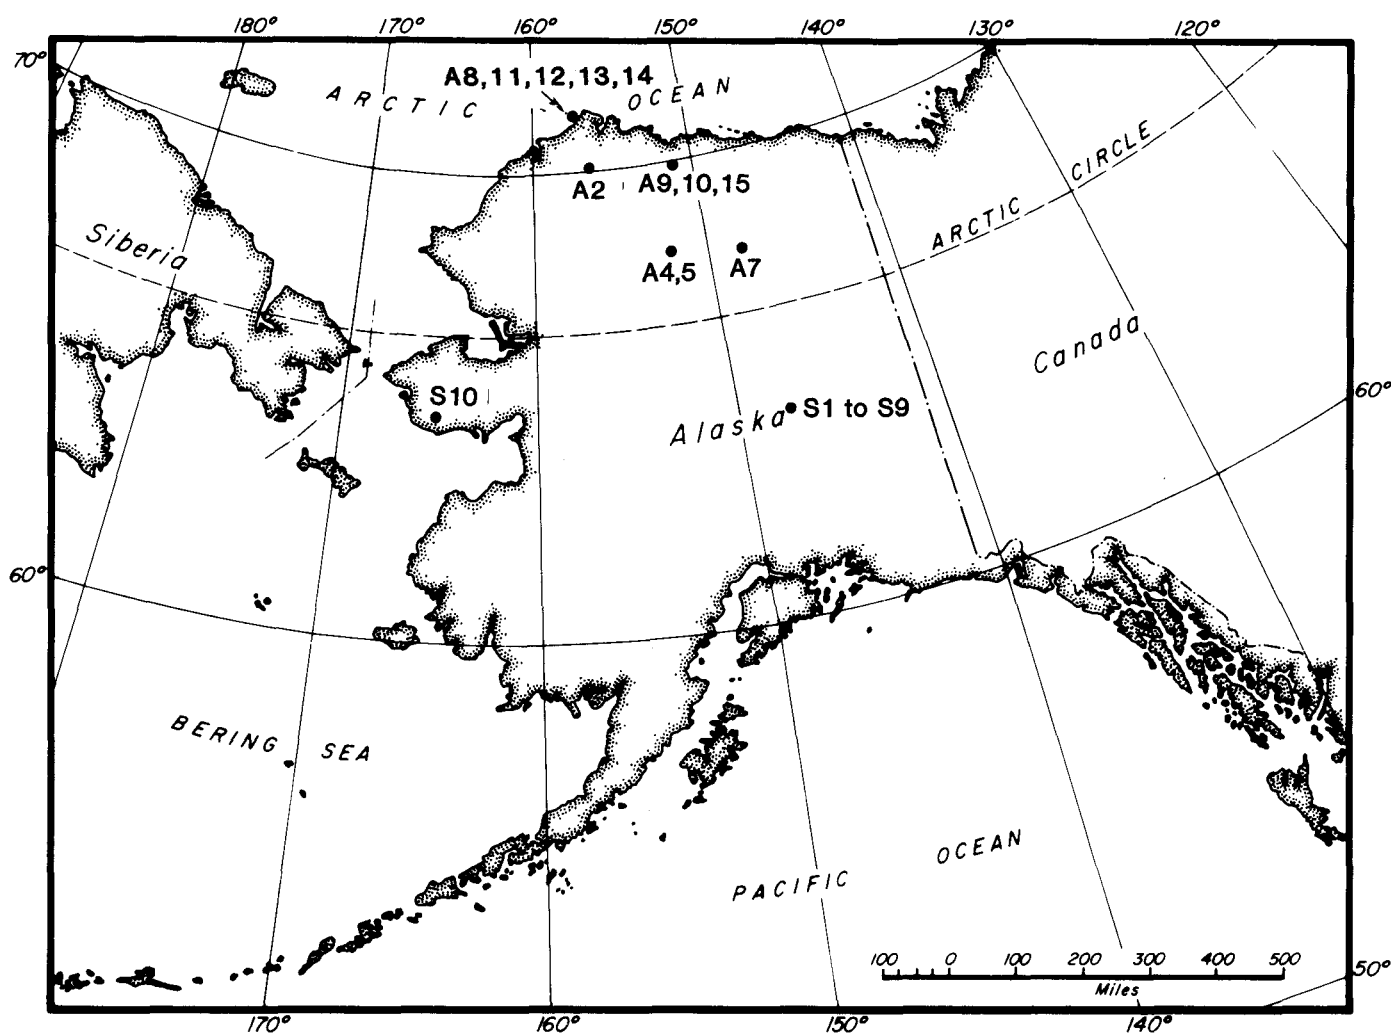 180° 170° 160° 150° 140° 130° 120°
70°
A8,11,12,13,14
ARCTIC OCEAN
A2 A9,10,15
ARCTIC CIRCLE
Siberia
A4,5 A7
Canada
60°
S10
S1 to S9
Alaska
60°
BERING SEA
PACIFIC OCEAN
100 0 100 200 300 400 500
Miles
50°
170° 160° 150° 140°